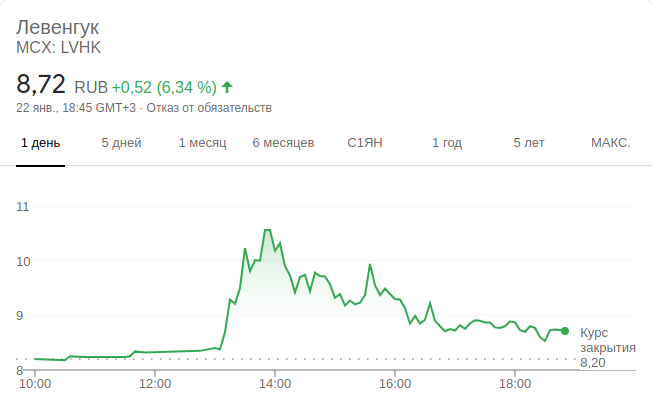 Левенгук
MCX: LVHK
8,72 RUB +0,52 (6,34 %)
22 янв., 18:45 GMT+3 · Отказ от обязательств
1 день 5 дней 1 месяц 6 месяцев С1ЯН 1 год 5 лет МАКС.
11
10
9
Курс
закрытия
8,20
8
10:00 12:00 14:00 16:00 18:00